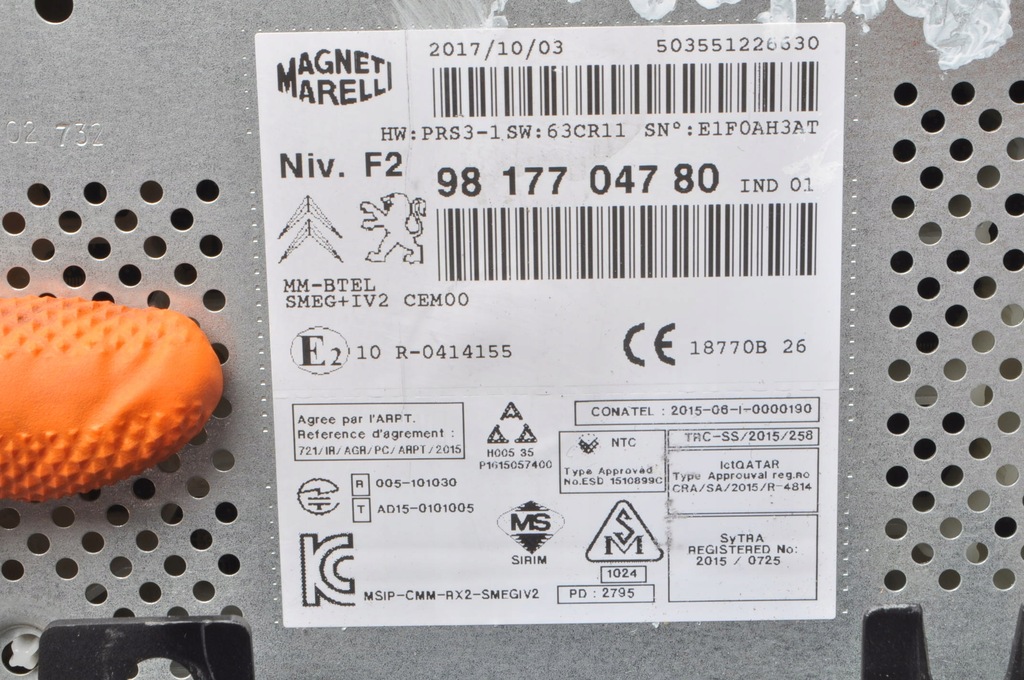 MAGNETI
MARELLI
2017/10/03 503551226630
HW:PRS3-1 SW:63CR11 SN°:E1F0AH3AT
02 732
Niv. F2
98 177 047 80 IND 01
MM-BTEL
SMEG+IV2 CEM00
E2 10 R-0414155
CE 18770B 26
Agree par l'ARPT.
Reference d'agrement :
721/IR/AGR/PC/ARPT/2015
H005 35
P1615057400
CONATEL : 2015-06-I-0000190
NTC
Type Approved
No.ESD 1510899C
TRC-SS/2015/258
IctQATAR
Type Approval reg.no
CRA/SA/2015/R-4814
R 005-101030
T AD15-0101005
MS
SIRIM
SM
1024
PD : 2795
SyTRA
REGISTERED No:
2015 / 0725
KC
MSIP-CMM-RX2-SMEGIV2